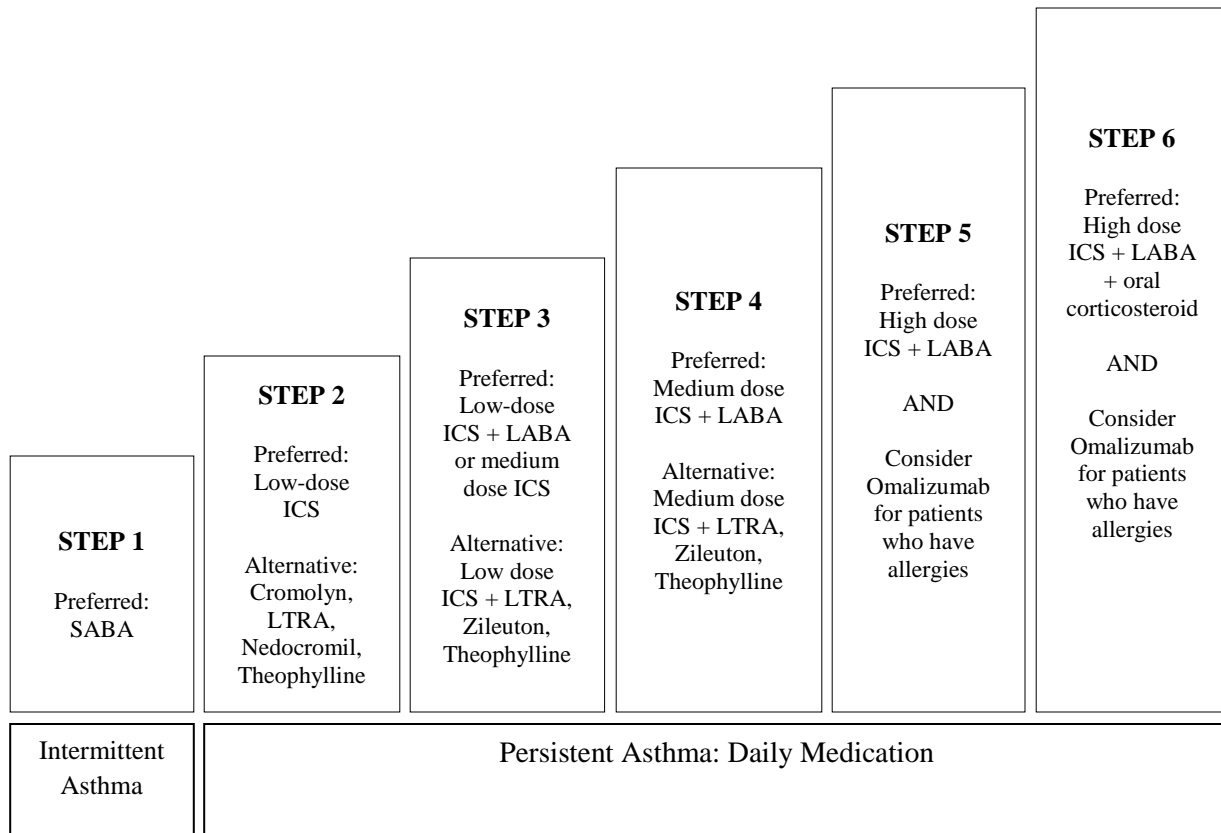 STEP 1
Preferred:
SABA
STEP 2
Preferred:
Low-dose
ICS
Alternative:
Cromolyn,
LTRA,
Nedocromil,
Theophylline
STEP 3
Preferred:
Low-dose
ICS + LABA
or medium
dose ICS
Alternative:
Low dose
ICS + LTRA,
Zileuton,
Theophylline
STEP 4
Preferred:
Medium dose
ICS + LABA
Alternative:
Medium dose
ICS + LTRA,
Zileuton,
Theophylline
STEP 5
Preferred:
High dose
ICS + LABA
AND
Consider
Omalizumab
for patients
who have
allergies
STEP 6
Preferred:
High dose
ICS + LABA
+ oral
corticosteroid
AND
Consider
Omalizumab
for patients
who have
allergies
Intermittent
Asthma
Persistent Asthma: Daily Medication